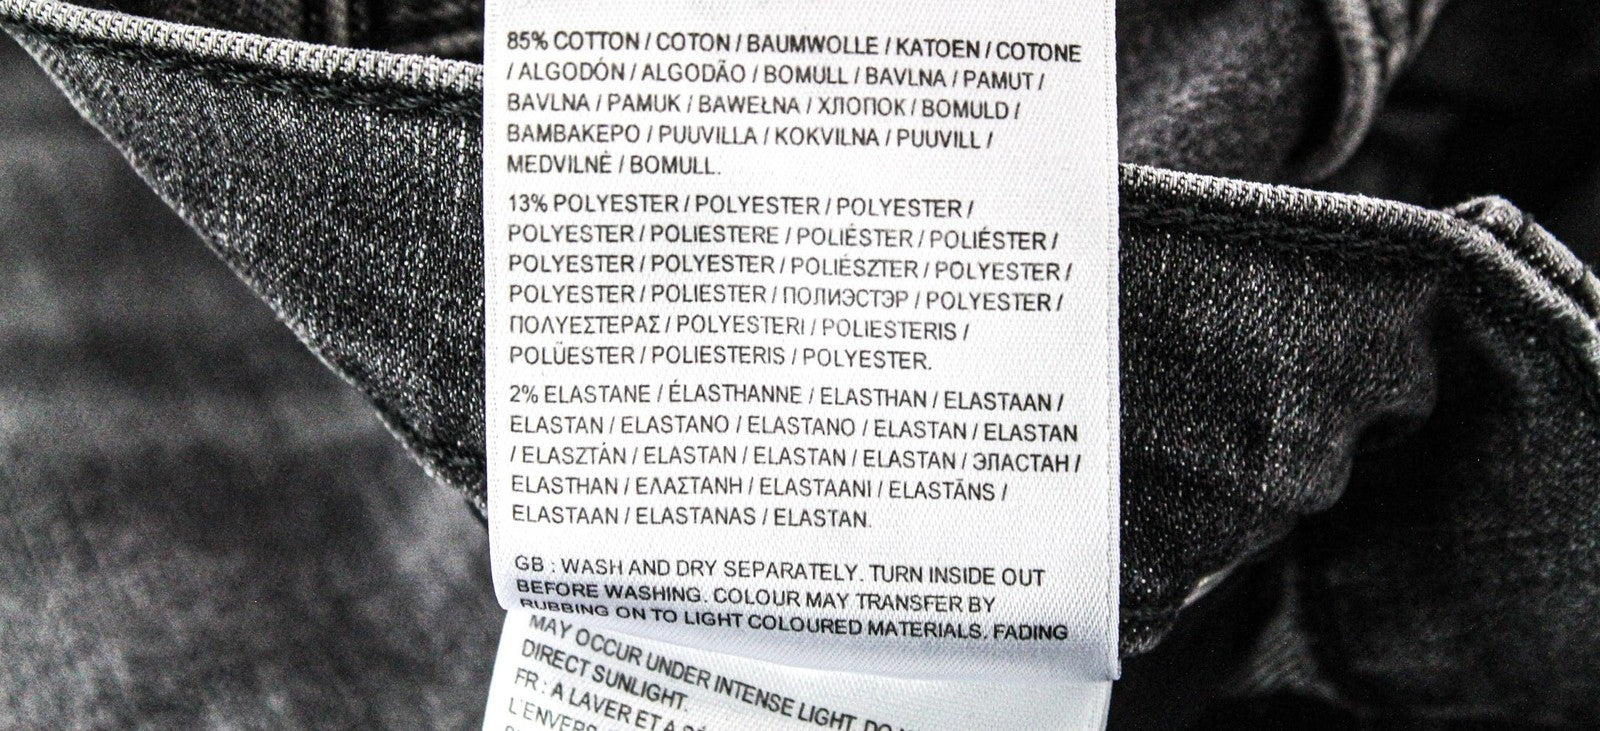 85% COTTON / COTON / BAUMWOLLE / KATOEN / COTONE
/ ALGODÓN / ALGODÃO / BOMULL / BAVLNA / PAMUT /
BAVLNA / PAMUK / BAWEŁNA / ХЛОПОК / BOMULD /
ΒΑΜΒΑΚΕΡΟ / PUUVILLA / KOKVILNA / PUUVILL /
MEDVILNĖ / BOMULL.
13% POLYESTER / POLYESTER / POLYESTER /
POLYESTER / POLIESTERE / POLIÉSTER / POLIÉSTER /
POLYESTER / POLYESTER / POLIÉSZTER / POLYESTER /
POLYESTER / POLIESTER / ПОЛИЭСТЭР / POLYESTER /
ΠΟΛΥΕΣΤΕΡΑΣ / POLYESTERI / POLIESTERIS /
POLÜESTER / POLIESTERIS / POLYESTER.
2% ELASTANE / ÉLASTHANNE / ELASTHAN / ELASTAAN /
ELASTAN / ELASTANO / ELASTANO / ELASTAN / ELASTAN
/ ELASZTÁN / ELASTAN / ELASTAN / ELASTAN / ЭЛАСТАН /
ELASTHAN / ΕΛΑΣΤΑΝΗ / ELASTAANI / ELASTĀNS /
ELASTAAN / ELASTANAS / ELASTAN.
GB : WASH AND DRY SEPARATELY. TURN INSIDE OUT
BEFORE WASHING. COLOUR MAY TRANSFER BY
RUBBING ON TO LIGHT COLOURED MATERIALS. FADING
MAY OCCUR UNDER INTENSE LIGHT. DO
DIRECT SUNLIGHT.
FR : A LAVER ET A
L'ENVERS